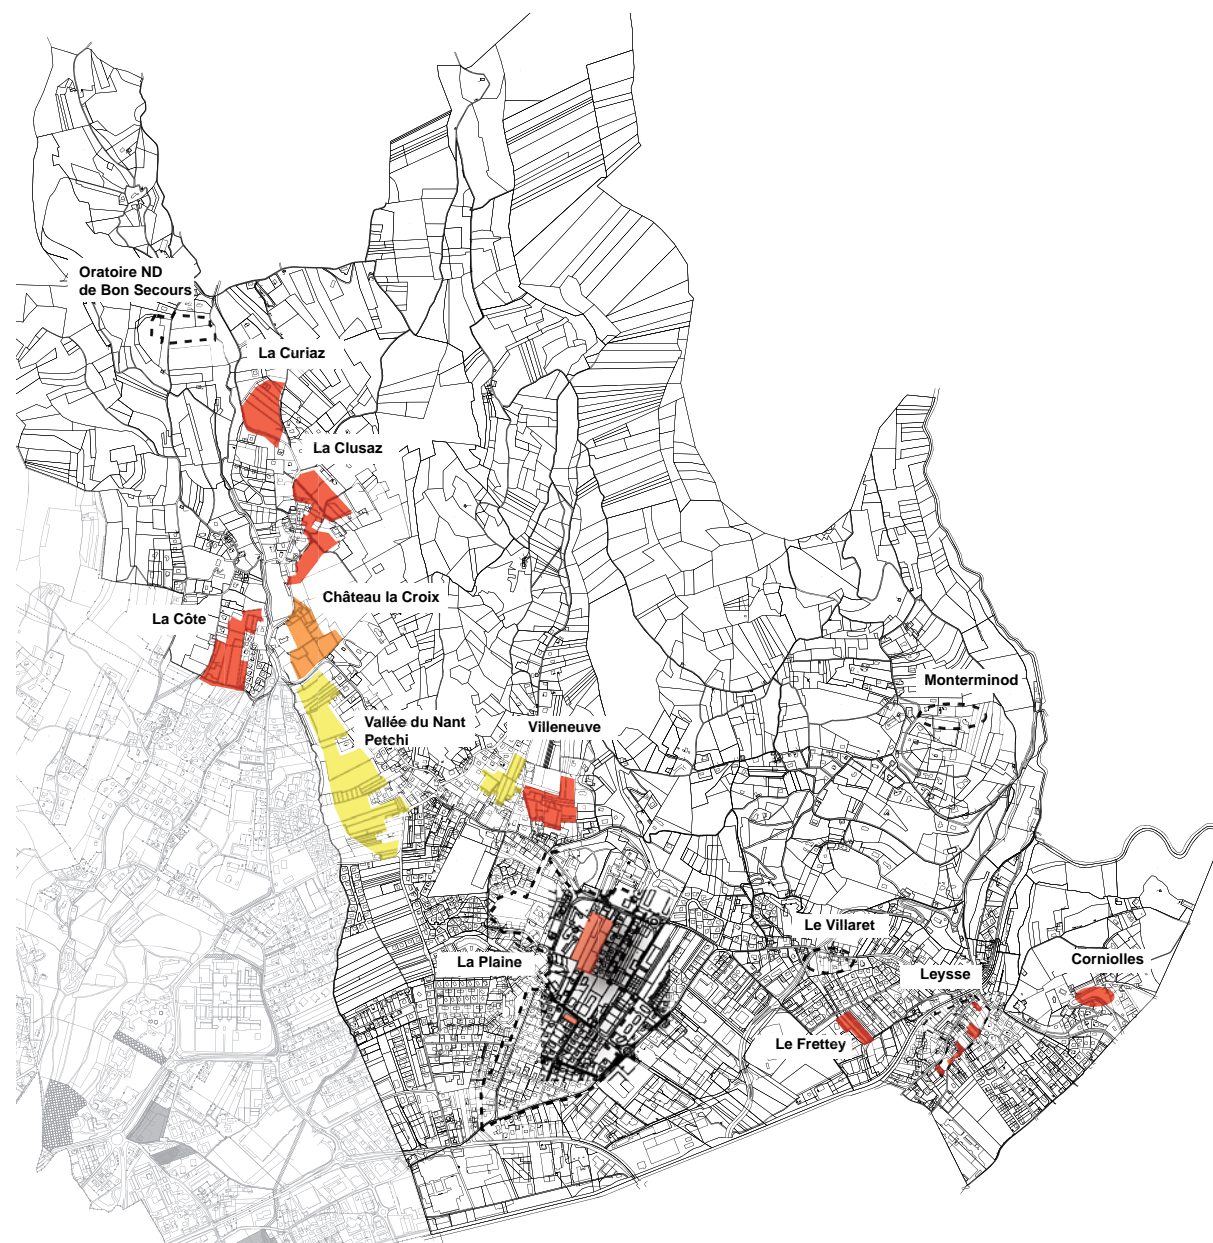 Oratoire ND
de Bon Secours
La Curiaz
La Clusaz
Château la Croix
La Côte
Monterminod
Vallée du Nant
Petchi
Villeneuve
Le Villaret
La Plaine
Leysse
Corniolles
Le Frettey